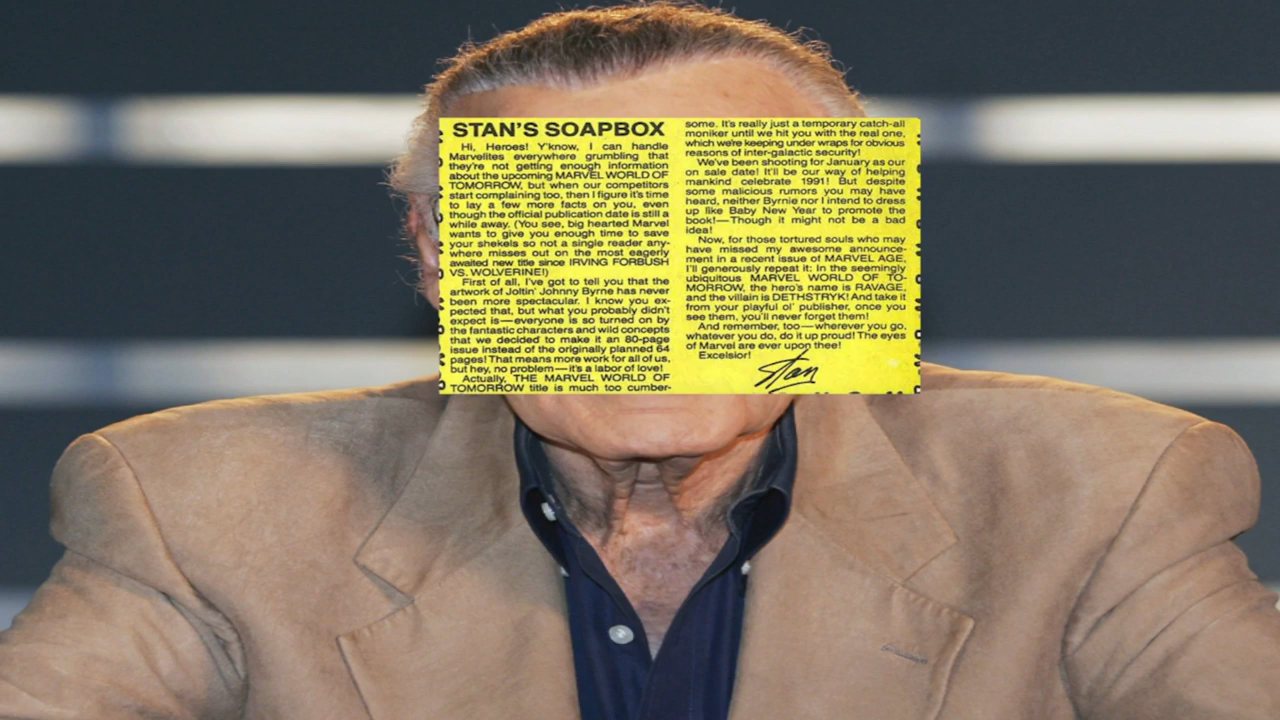 STAN'S SOAPBOX
Hi, Heroes! Y'know, I can handle
Marvelites everywhere grumbling that
they're not getting enough information
about the upcoming MARVEL WORLD OF
TOMORROW, but when our competitors
start complaining too, then I figure it's time
to lay a few more facts on you, even
though the official publication date is still a
while away. (You see, big hearted Marvel
wants to give you enough time to save
your shekels so not a single reader any-
where misses out on the most eagerly
awaited new title since IRVING FORBUSH
VS. WOLVERINE!)
First of all, I've got to tell you that the
artwork of Joltin' Johnny Byrne has never
been more spectacular. I know you ex-
pected that, but what you probably didn't
expect is—everyone is so turned on by
the fantastic characters and wild concepts
that we decided to make it an 80-page
issue instead of the originally planned 64
pages! That means more work for all of us,
but hey, no problem—it's a labor of love!
Actually, THE MARVEL WORLD OF
TOMORROW title is much too cumber-
some. It's really just a temporary catch-all
moniker until we hit you with the real one,
which we're keeping under wraps for obvious
reasons of inter-galactic security!
We've been shooting for January as our
on sale date! It'll be our way of helping
mankind celebrate 1991! But despite
some malicious rumors you may have
heard, neither Byrnie nor I intend to dress
up like Baby New Year to promote the
book!—Though it might not be a bad
idea!
Now, for those tortured souls who may
have missed my awesome announce-
ment in a recent issue of MARVEL AGE,
I'll generously repeat it: In the seemingly
ubiquitous MARVEL WORLD OF TO-
MORROW, the hero's name is RAVAGE,
and the villain is DETHSTRYK! And take it
from your playful ol' publisher, once you
see them, you'll never forget them!
And remember, too—wherever you go,
whatever you do, do it up proud! The eyes
of Marvel are ever upon thee!
Excelsior!
Stan